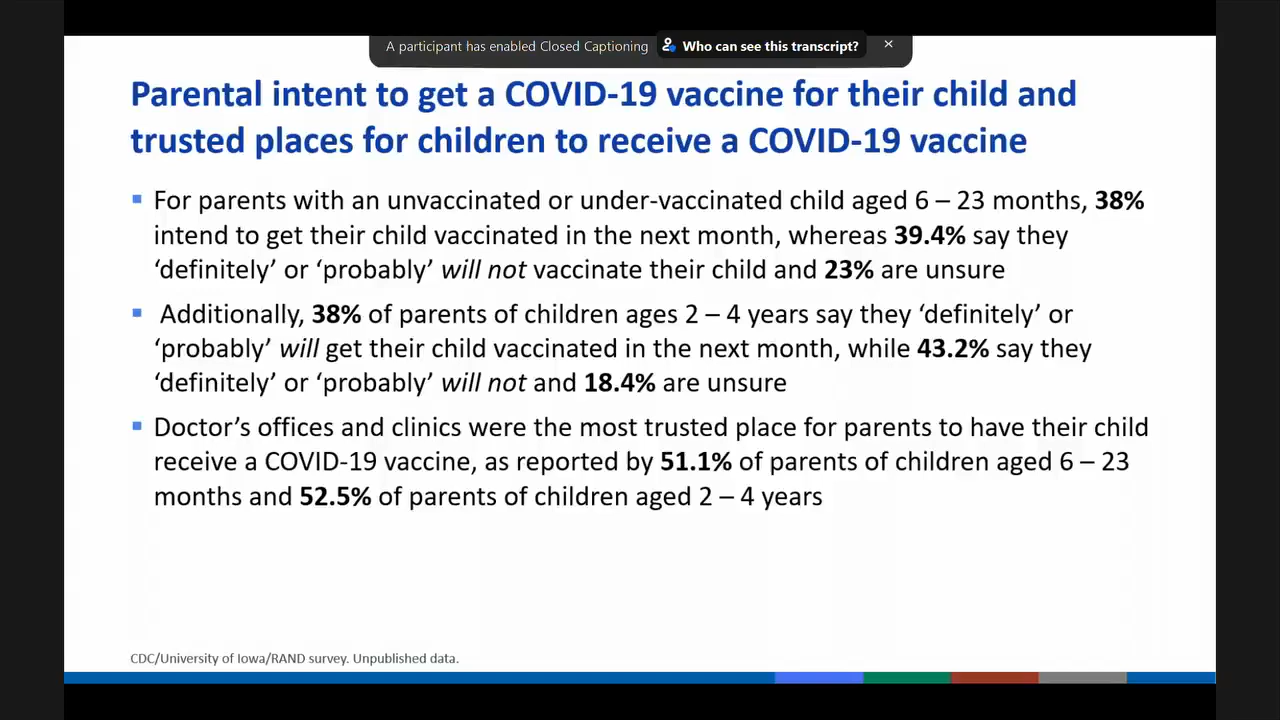 A participant has enabled Closed Captioning Who can see this transcript?
Parental intent to get a COVID-19 vaccine for their child and
trusted places for children to receive a COVID-19 vaccine
For parents with an unvaccinated or under-vaccinated child aged 6 – 23 months, 38%
intend to get their child vaccinated in the next month, whereas 39.4% say they
‘definitely’ or ‘probably’ will not vaccinate their child and 23% are unsure
Additionally, 38% of parents of children ages 2 – 4 years say they ‘definitely’ or
‘probably’ will get their child vaccinated in the next month, while 43.2% say they
‘definitely’ or ‘probably’ will not and 18.4% are unsure
Doctor’s offices and clinics were the most trusted place for parents to have their child
receive a COVID-19 vaccine, as reported by 51.1% of parents of children aged 6 – 23
months and 52.5% of parents of children aged 2 – 4 years
CDC/University of Iowa/RAND survey. Unpublished data.